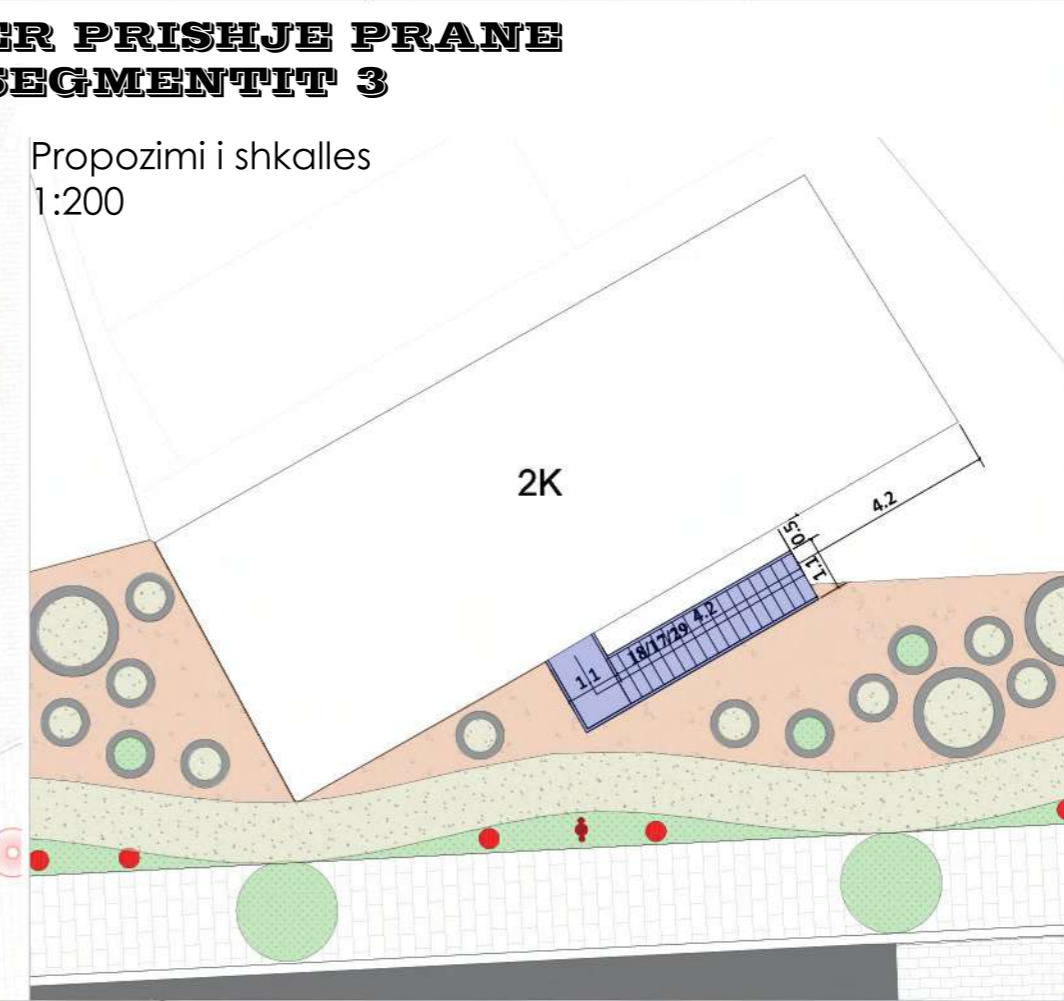 ER PRISHJE PRANE
SEGMENTIT 3
Propozimi i shkalles
1:200
2K
4.2
0.5
1.1
18/17/29
4.2
1.1